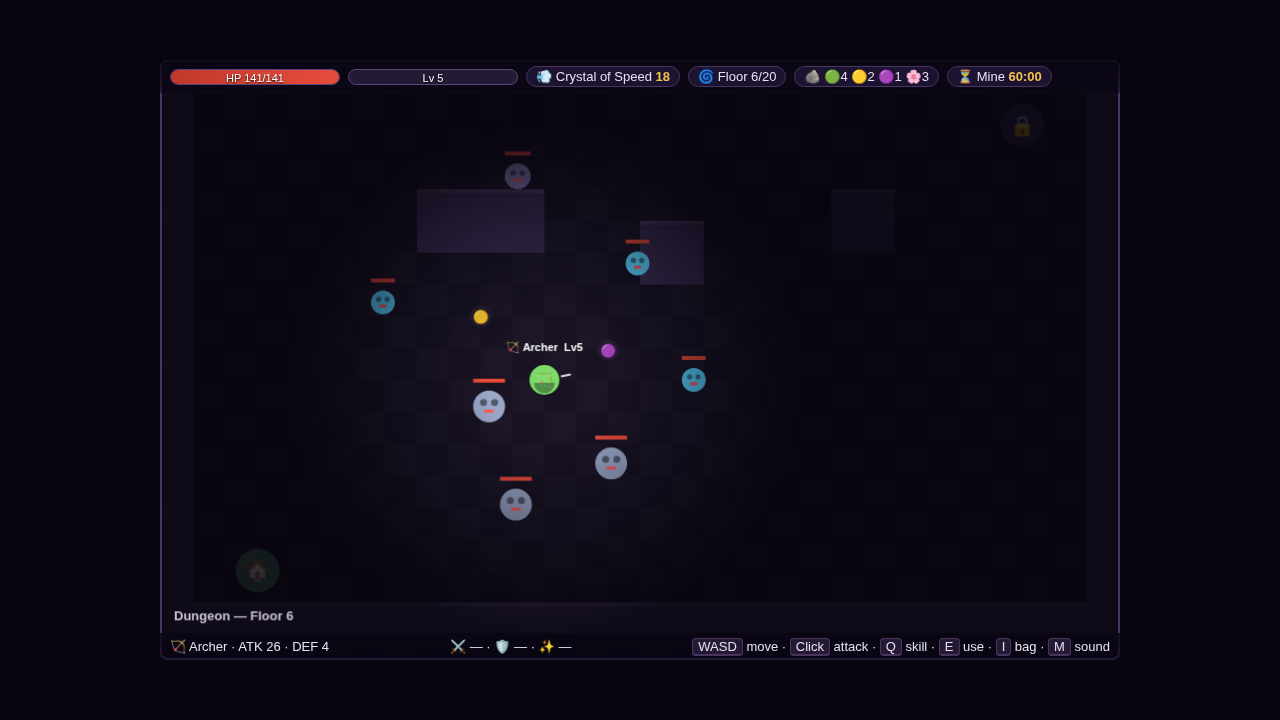 HP 141/141
Lv 5
Crystal of Speed 18
Floor 6/20
4 2 1 3
Mine 60:00
Archer Lv5
Dungeon — Floor 6
Archer · ATK 26 · DEF 4
— · — · —
WASD move · Click attack · Q skill · E use · I bag · M sound